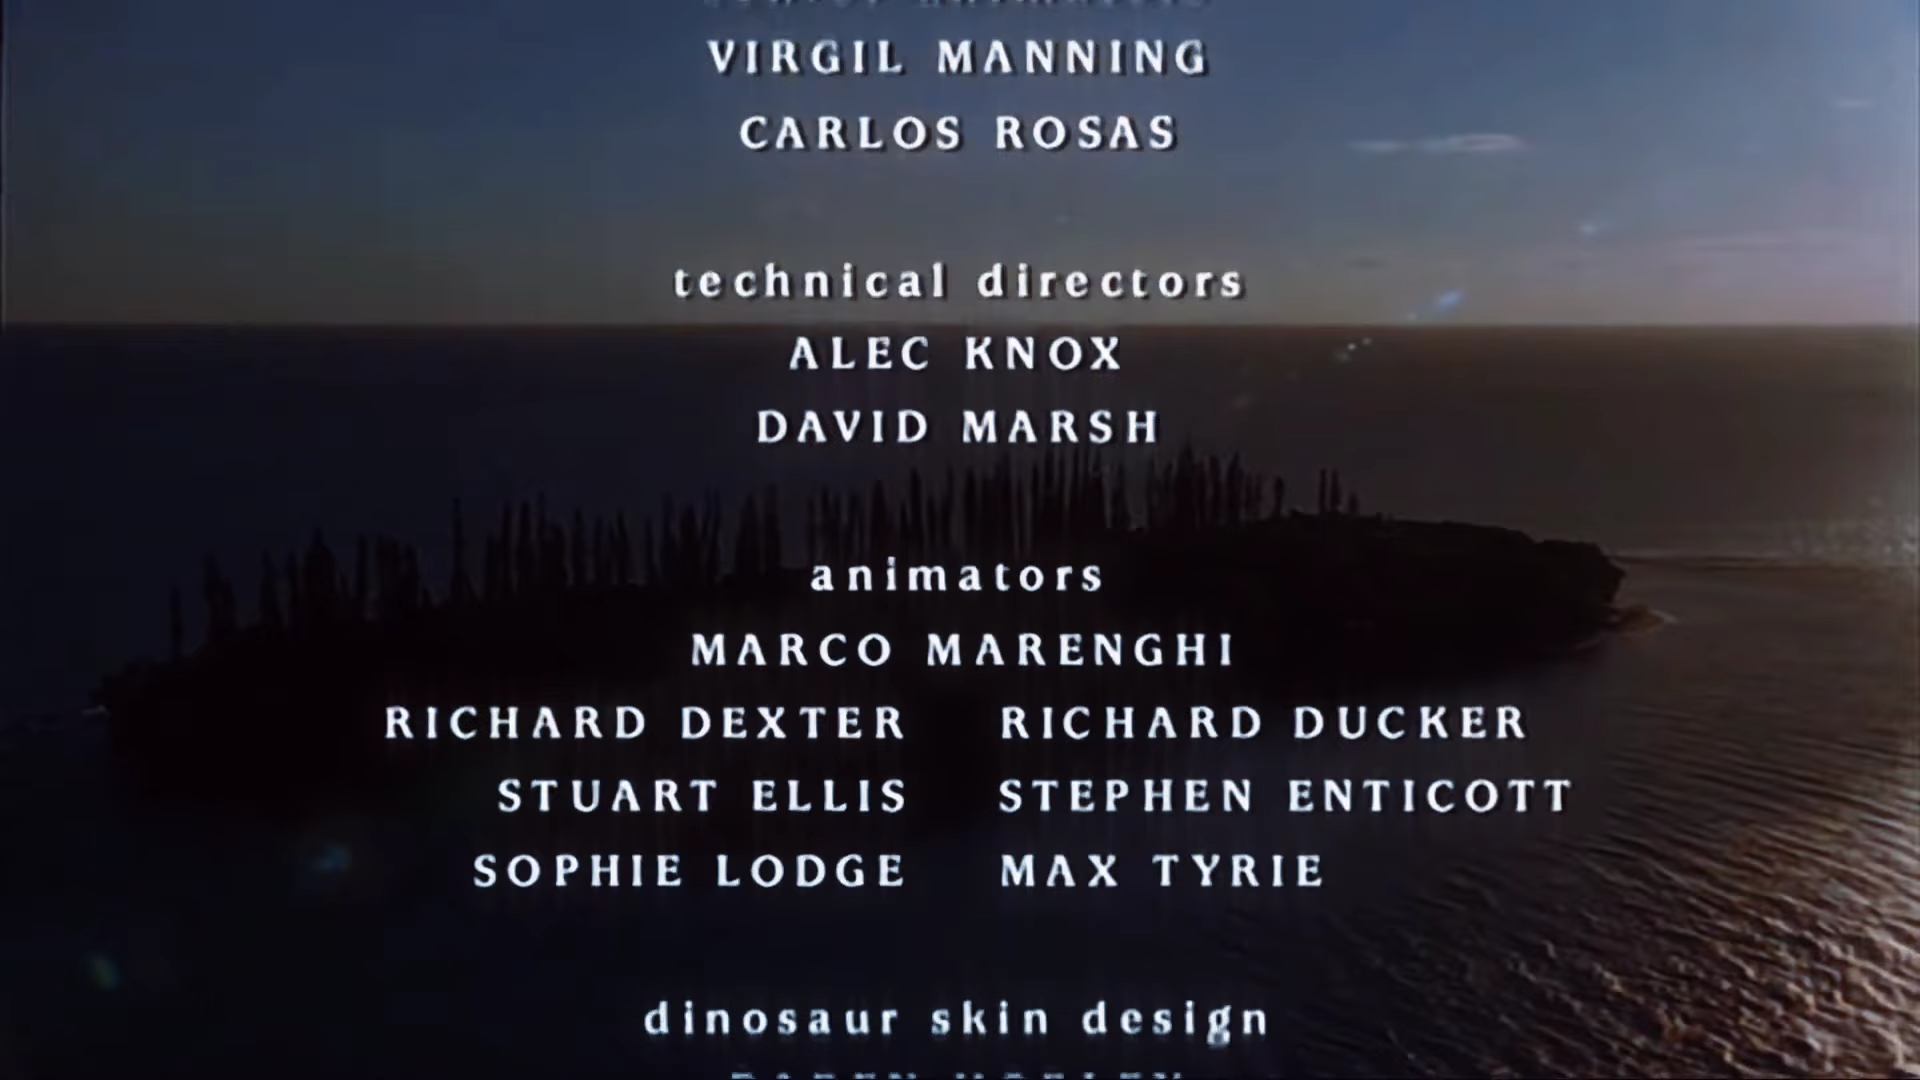 VIRGIL MANNING
CARLOS ROSAS
technical directors
ALEC KNOX
DAVID MARSH
animators
MARCO MARENGHI
RICHARD DEXTER RICHARD DUCKER
STUART ELLIS STEPHEN ENTICOTT
SOPHIE LODGE MAX TYRIE
dinosaur skin design